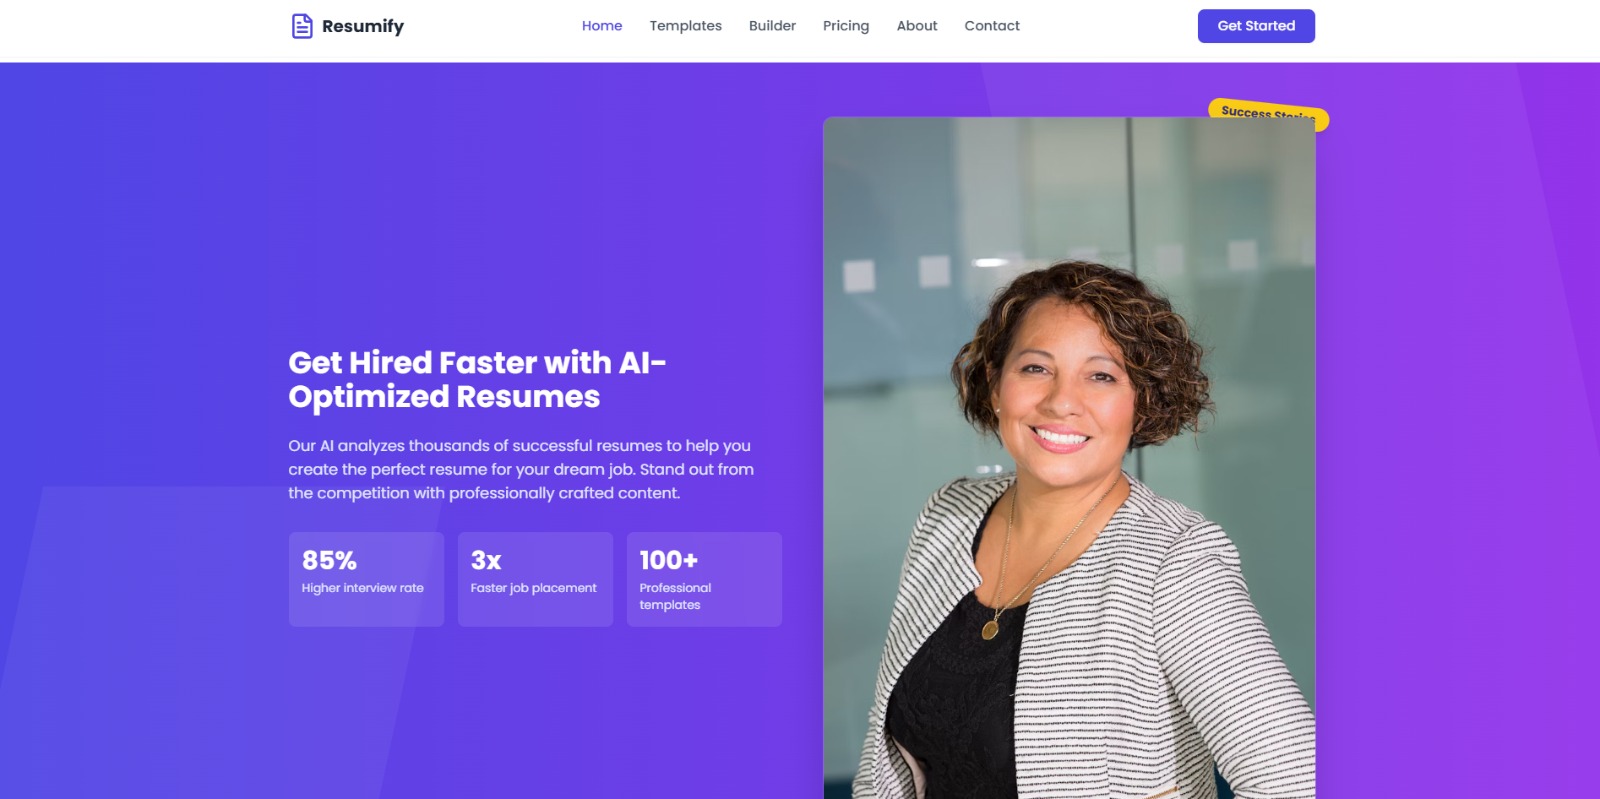 Resumify
Home
Templates
Builder
Pricing
About
Contact
Get Started
Success Stories
Get Hired Faster with AI-
Optimized Resumes
Our AI analyzes thousands of successful resumes to help you
create the perfect resume for your dream job. Stand out from
the competition with professionally crafted content.
85%
Higher interview rate
3x
Faster job placement
100+
Professional
templates